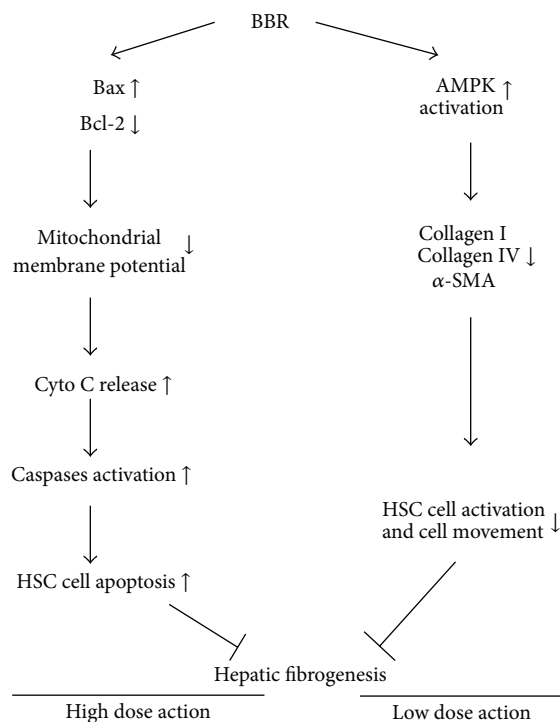 BBR
Bax ↑
Bcl-2 ↓
Mitochondrial
membrane potential ↓
Cyto C release ↑
Caspases activation ↑
HSC cell apoptosis ↑
AMPK ↑
activation
Collagen I
Collagen IV ↓
α-SMA
HSC cell activation
and cell movement ↓
Hepatic fibrogenesis
High dose action
Low dose action